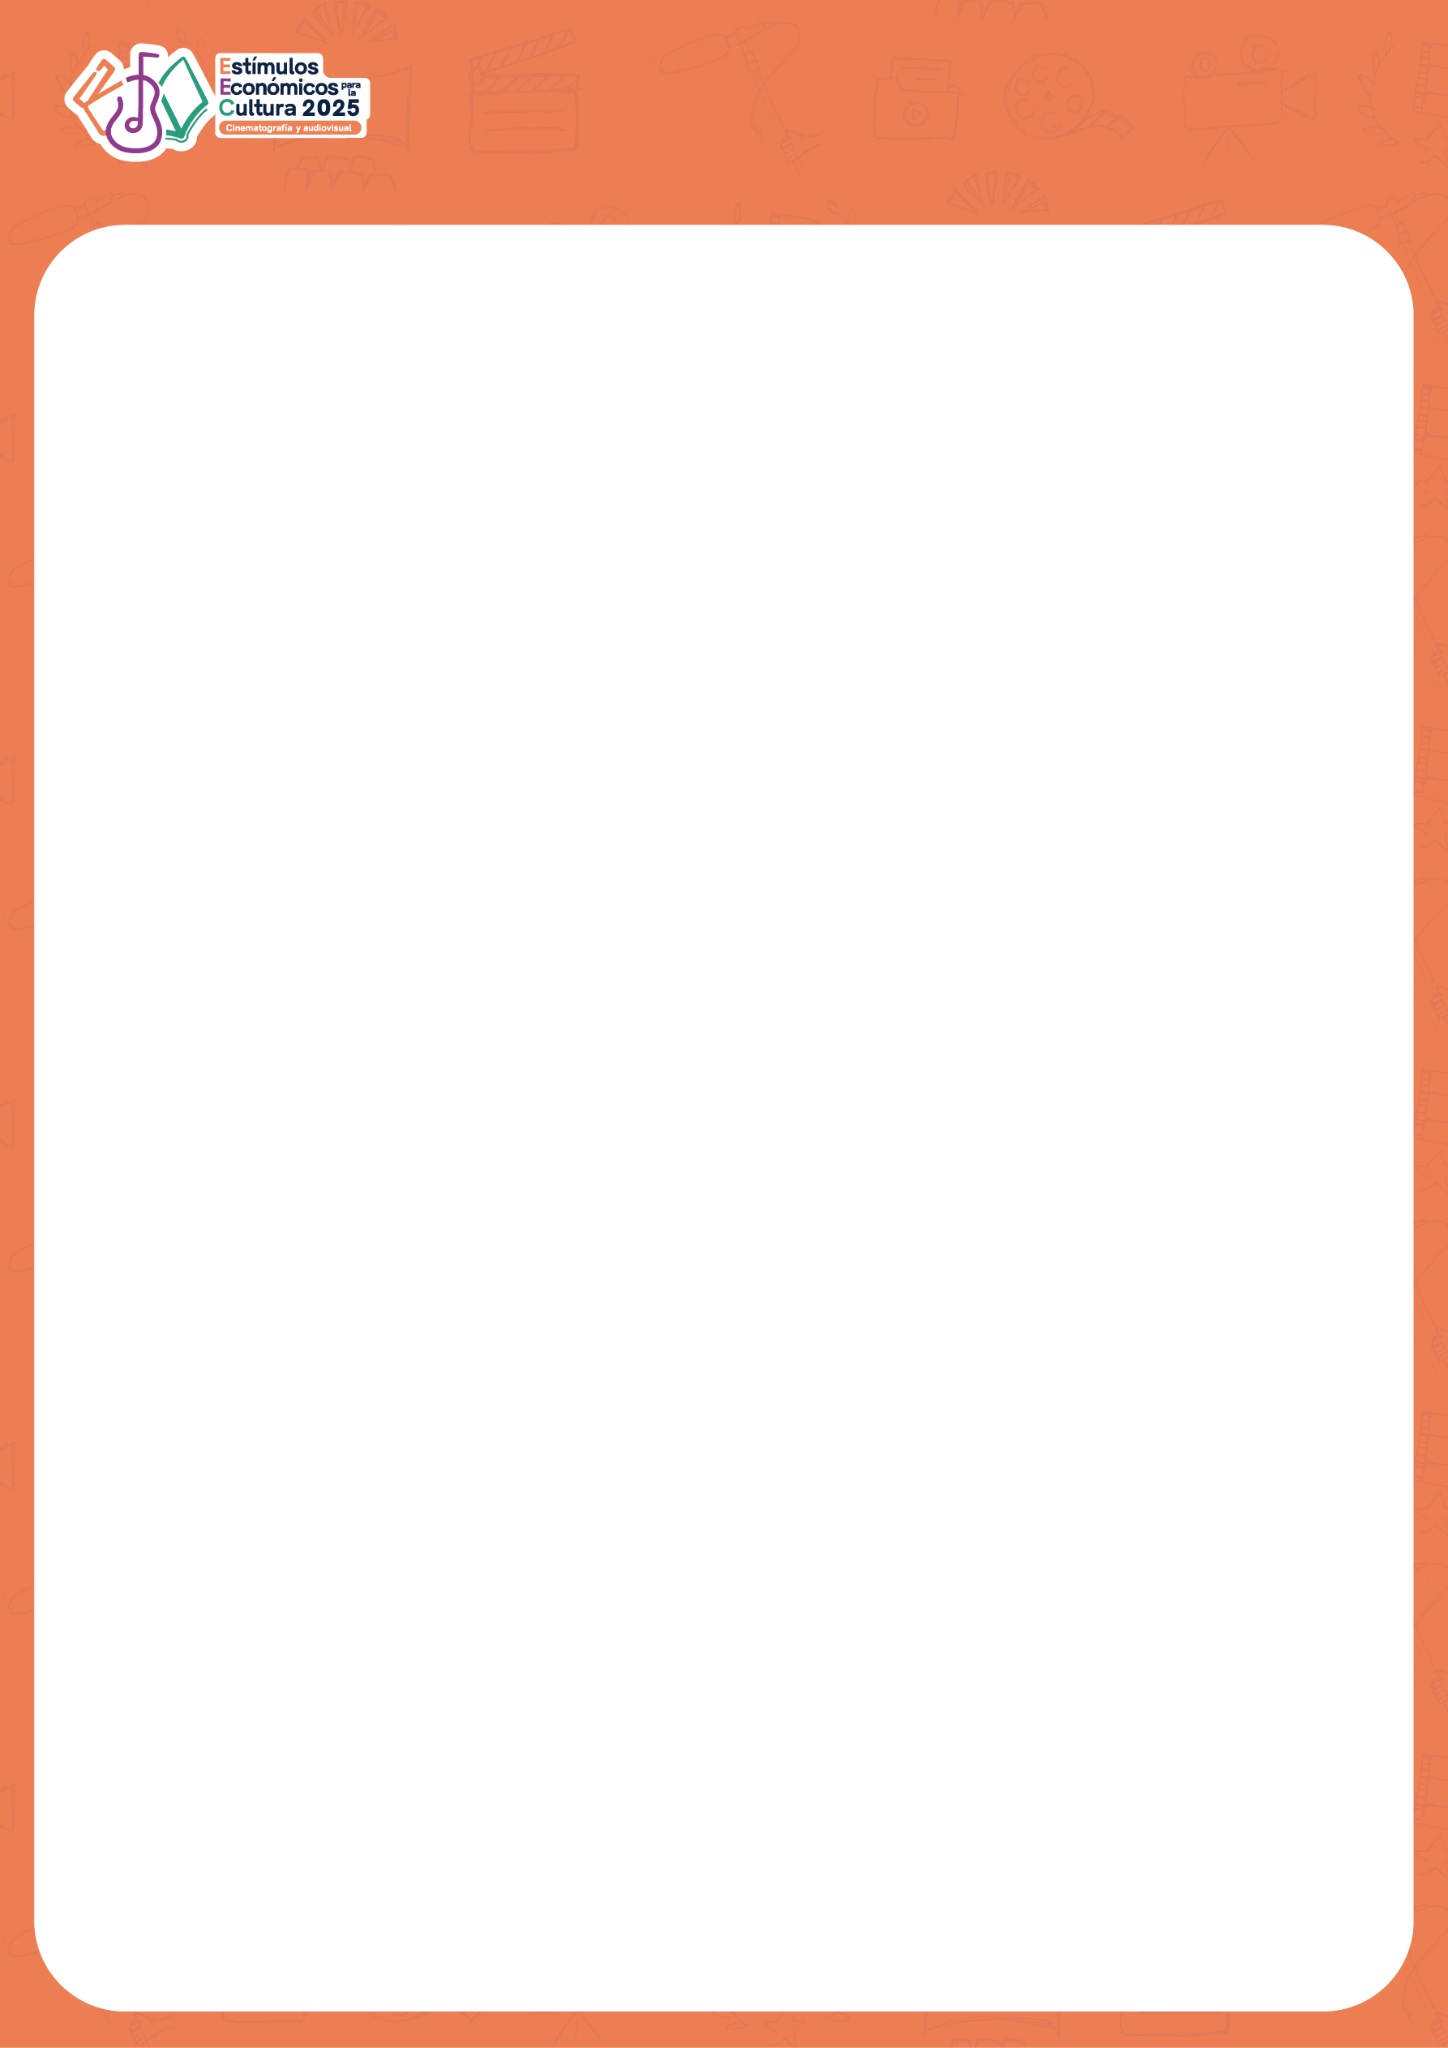 Estímulos
Económicos para la
Cultura 2025
Cinematografía y audiovisual